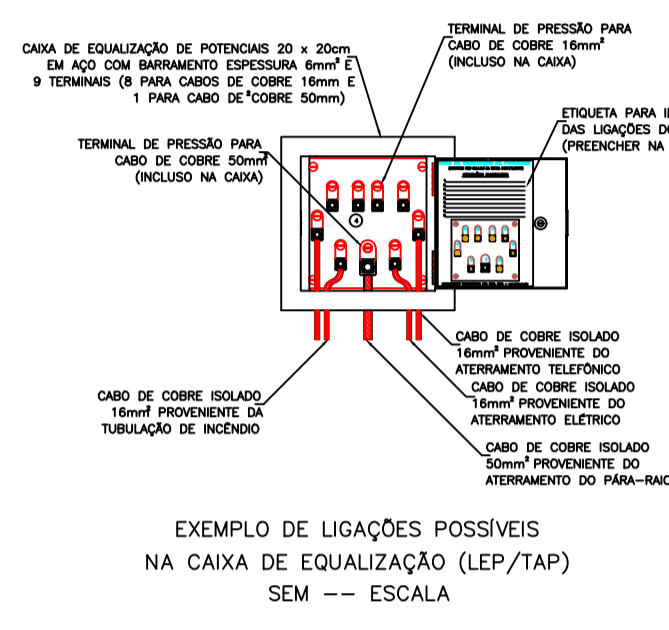 CAIXA DE EQUALIZAÇÃO DE POTENCIAIS 20 x 20cm
EM AÇO COM BARRAMENTO ESPESSURA 6mm² E
9 TERMINAIS (8 PARA CABOS DE COBRE 16mm E
1 PARA CABO DE ²COBRE 50mm)
TERMINAL DE PRESSÃO PARA
CABO DE COBRE 16mm²
(INCLUSO NA CAIXA)
TERMINAL DE PRESSÃO PARA
CABO DE COBRE 50mm²
(INCLUSO NA CAIXA)
ETIQUETA PARA
DAS LIGAÇÕES
(PREENCHER NA
4
CABO DE COBRE ISOLADO
16mm² PROVENIENTE DO
ATERRAMENTO TELEFÔNICO
CABO DE COBRE ISOLADO
16mm² PROVENIENTE DO
ATERRAMENTO ELÉTRICO
CABO DE COBRE ISOLADO
16mm² PROVENIENTE DA
TUBULAÇÃO DE INCÊNDIO
CABO DE COBRE ISOLADO
50mm² PROVENIENTE DO
ATERRAMENTO DO PÁRA-RAIO
EXEMPLO DE LIGAÇÕES POSSÍVEIS
NA CAIXA DE EQUALIZAÇÃO (LEP/TAP)
SEM -- ESCALA